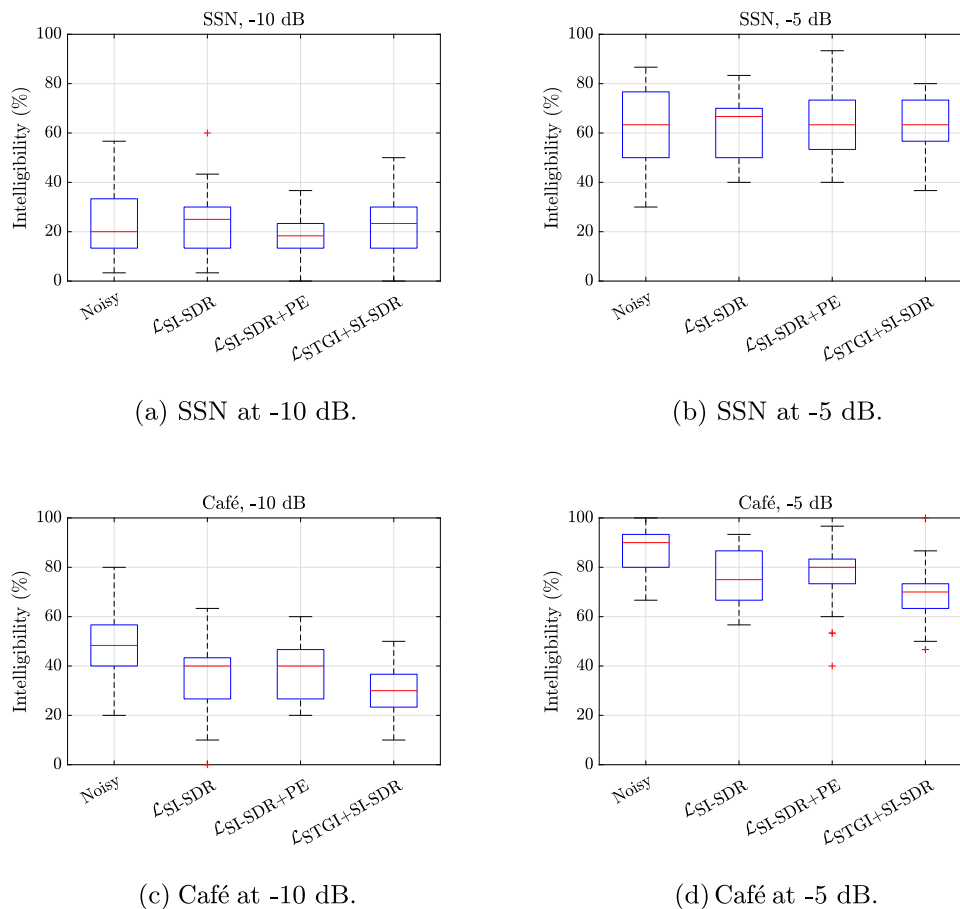 SSN, -10 dB
Intelligibility (%)
100
80
60
40
20
0
Noisy
ℒSI-SDR
ℒSI-SDR+PE
ℒSTGI+SI-SDR
(a) SSN at -10 dB.
SSN, -5 dB
Intelligibility (%)
100
80
60
40
20
0
Noisy
ℒSI-SDR
ℒSI-SDR+PE
ℒSTGI+SI-SDR
(b) SSN at -5 dB.
Café, -10 dB
Intelligibility (%)
100
80
60
40
20
0
Noisy
ℒSI-SDR
ℒSI-SDR+PE
ℒSTGI+SI-SDR
(c) Café at -10 dB.
Café, -5 dB
Intelligibility (%)
100
80
60
40
20
0
Noisy
ℒSI-SDR
ℒSI-SDR+PE
ℒSTGI+SI-SDR
(d) Café at -5 dB.